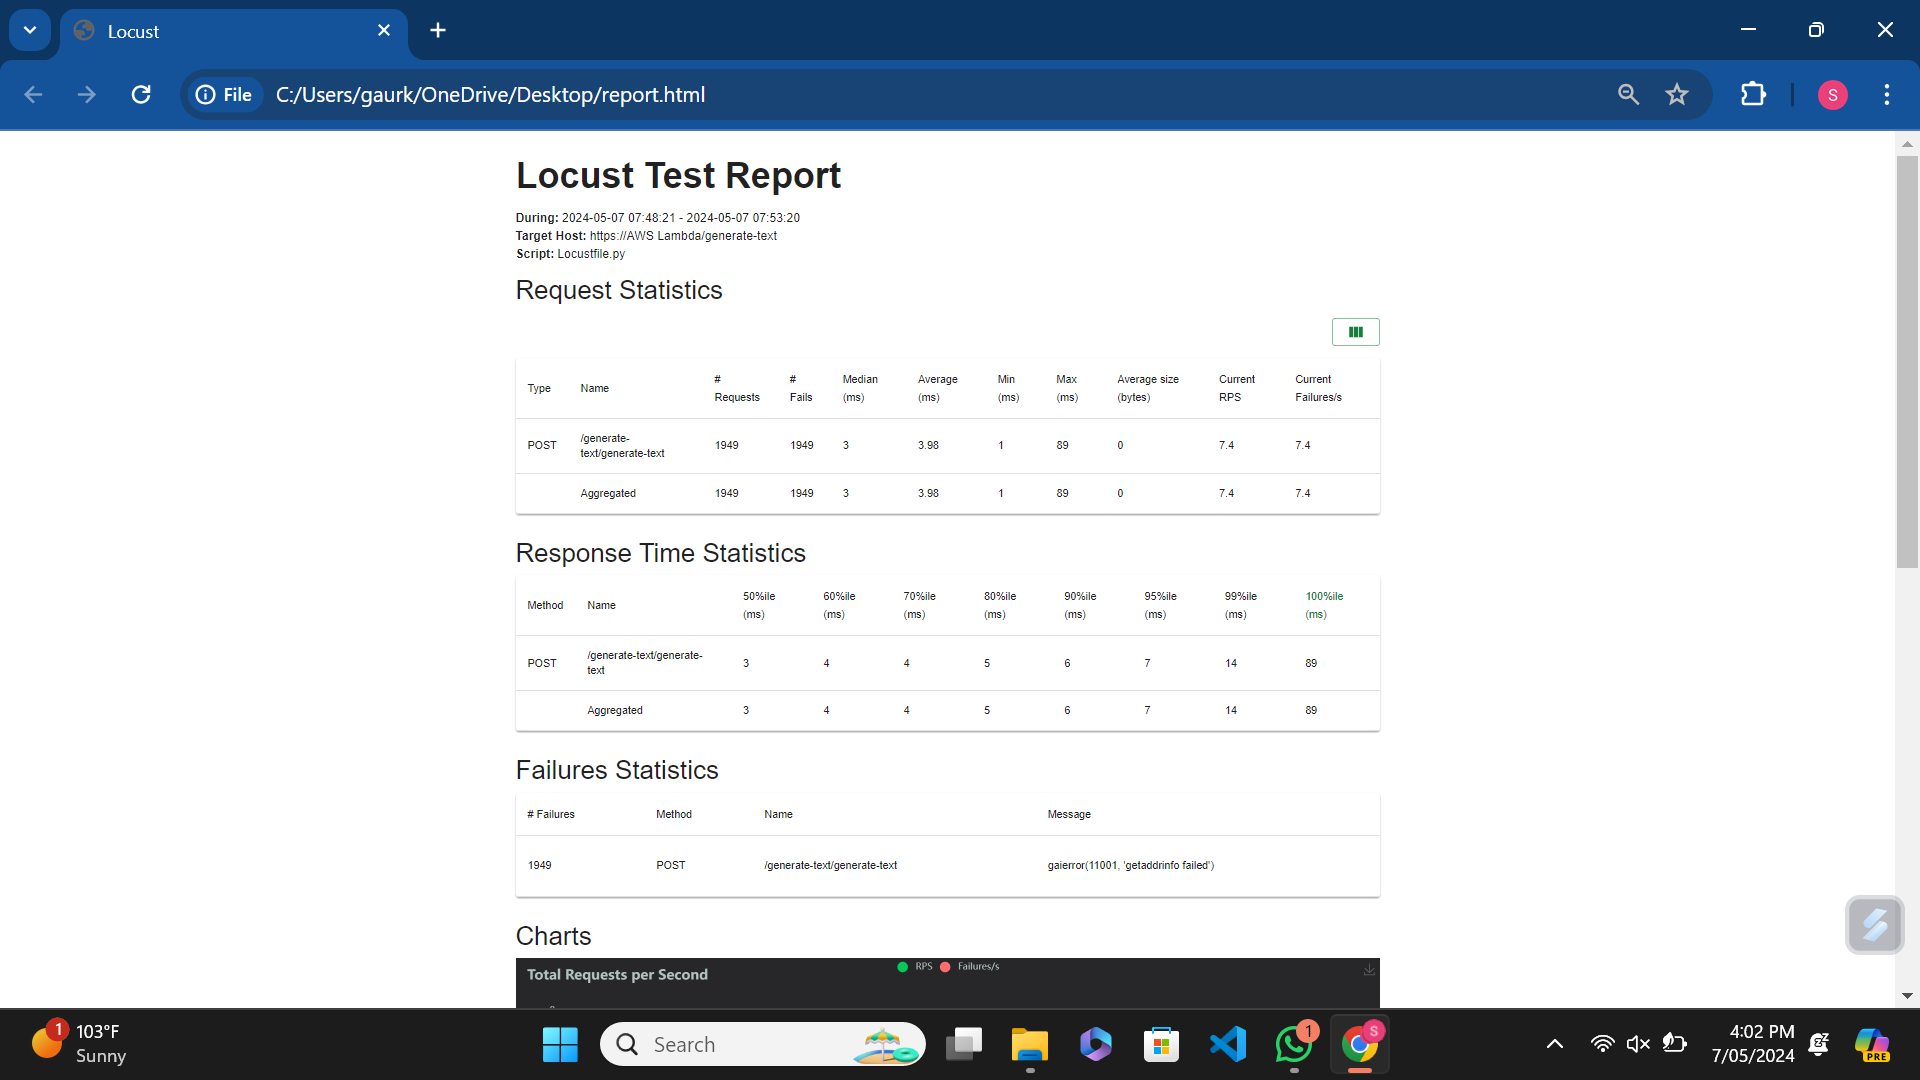 Locust
File C:/Users/gaurk/OneDrive/Desktop/report.html
S
Locust Test Report
During: 2024-05-07 07:48:21 - 2024-05-07 07:53:20
Target Host: https://AWS Lambda/generate-text
Script: Locustfile.py
Request Statistics
Type Name # Requests # Fails Median (ms) Average (ms) Min (ms) Max (ms) Average size (bytes) Current RPS Current Failures/s
POST /generate-text/generate-text 1949 1949 3 3.98 1 89 0 7.4 7.4
Aggregated 1949 1949 3 3.98 1 89 0 7.4 7.4
Response Time Statistics
Method Name 50%ile (ms) 60%ile (ms) 70%ile (ms) 80%ile (ms) 90%ile (ms) 95%ile (ms) 99%ile (ms) 100%ile (ms)
POST /generate-text/generate-text 3 4 4 5 6 7 14 89
Aggregated 3 4 4 5 6 7 14 89
Failures Statistics
# Failures Method Name Message
1949 POST /generate-text/generate-text gaierror(11001, 'getaddrinfo failed')
Charts
Total Requests per Second RPS Failures/s
1 103°F
Sunny
Search
1
S
4:02 PM
7/05/2024
PRE